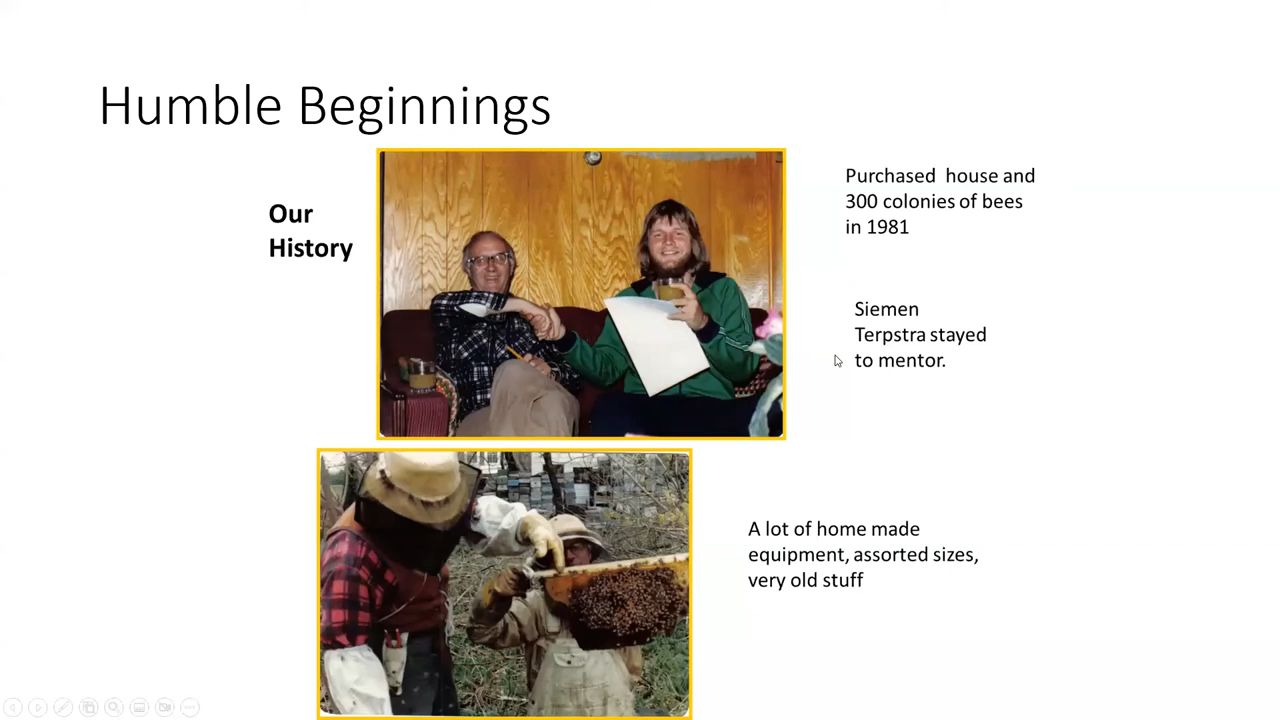 Humble Beginnings
Our
History
Purchased  house and
300 colonies of bees
in 1981
Siemen
Terpstra stayed
to mentor.
A lot of home made
equipment, assorted sizes,
very old stuff